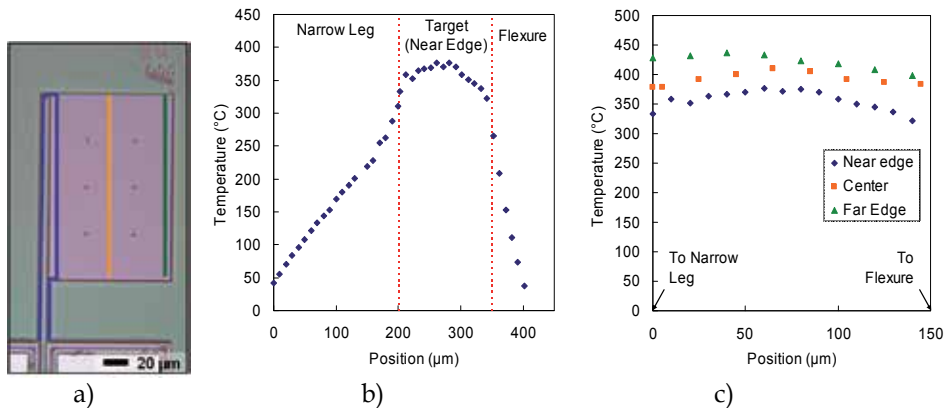 20 µm
a)
Temperature (°C)
450
400
350
300
250
200
150
100
50
0
Narrow Leg
Target
(Near Edge)
Flexure
0
100
200
300
400
Position (µm)
b)
Temperature (°C)
500
450
400
350
300
250
200
150
100
50
0
Near edge
Center
Far Edge
To Narrow
Leg
To
Flexure
0
50
100
150
Position (µm)
c)